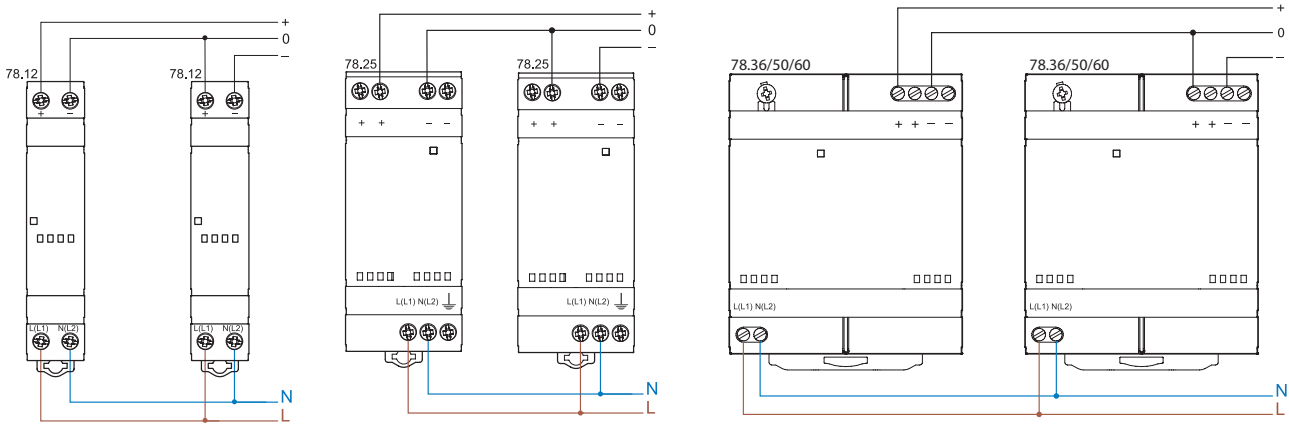 +
0
−
78.12
78.12
+ −
+ −
L(L1) N(L2)
L(L1) N(L2)
N
L
+
0
−
78.25
78.25
+ + − −
+ + − −
L(L1) N(L2)
L(L1) N(L2)
N
L
+
0
−
78.36/50/60
78.36/50/60
+ + − −
+ + − −
L(L1) N(L2)
L(L1) N(L2)
N
L